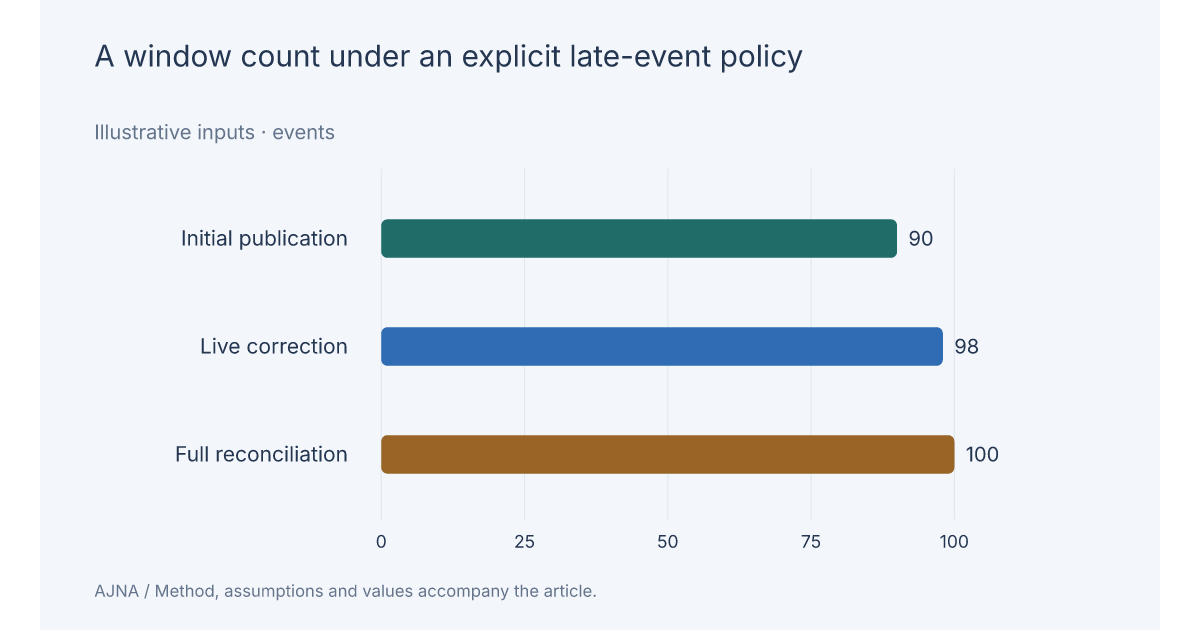 A window count under an explicit late-event policy
Illustrative inputs · events
Initial publication 90
Live correction 98
Full reconciliation 100
0 25 50 75 100
AJNA / Method, assumptions and values accompany the article.